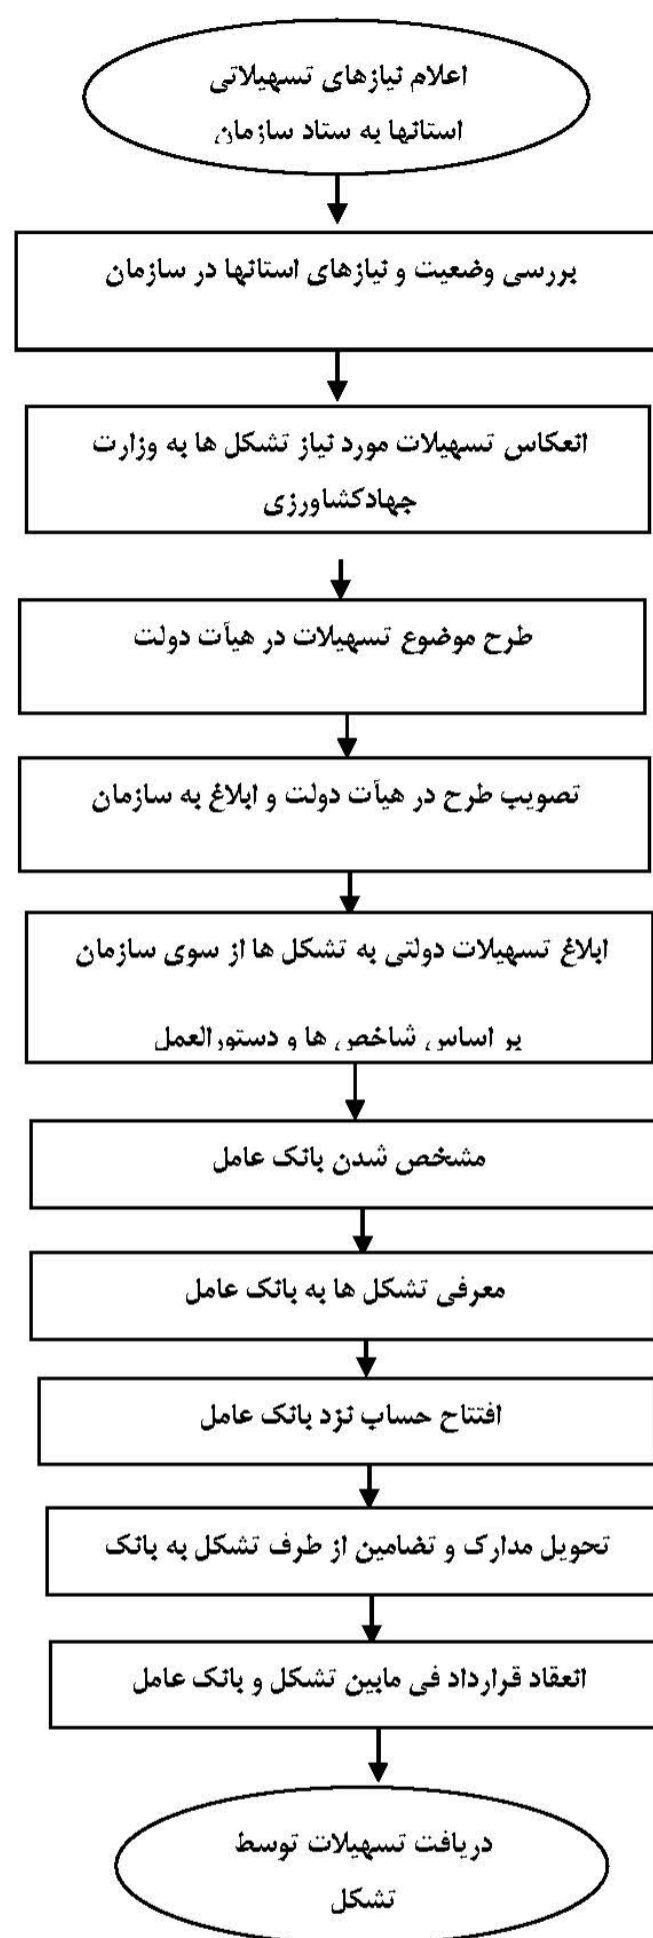 اعلام نیازهای تسهیلاتی
استانها به ستاد سازمان
بررسی وضعیت و نیازهای استانها در سازمان
انعکاس تسهیلات مورد نیاز تشکل ها به وزارت
جهادکشاورزی
طرح موضوع تسهیلات در هیآت دولت
تصویب طرح در هیآت دولت و ابلاغ به سازمان
ابلاغ تسهیلات دولتی به تشکل ها از سوی سازمان
بر اساس شاخص ها و دستورالعمل
مشخص شدن بانک عامل
معرفی تشکل ها به بانک عامل
افتتاح حساب نزد بانک عامل
تحویل مدارک و تضامین از طرف تشکل به بانک
انعقاد قرارداد فی مابین تشکل و بانک عامل
دریافت تسهیلات توسط
تشکل